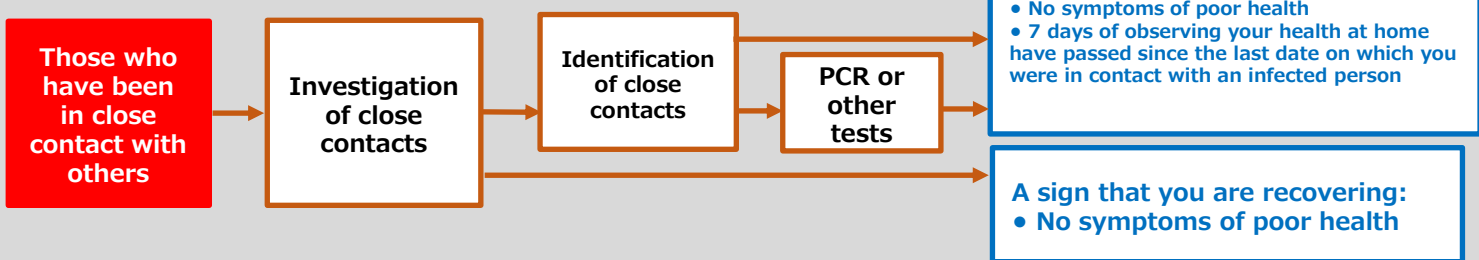 Those who
have been
in close
contact with
others
Investigation
of close
contacts
Identification
of close
contacts
PCR or
other
tests
• No symptoms of poor health
• 7 days of observing your health at home
have passed since the last date on which you
were in contact with an infected person
A sign that you are recovering:
• No symptoms of poor health